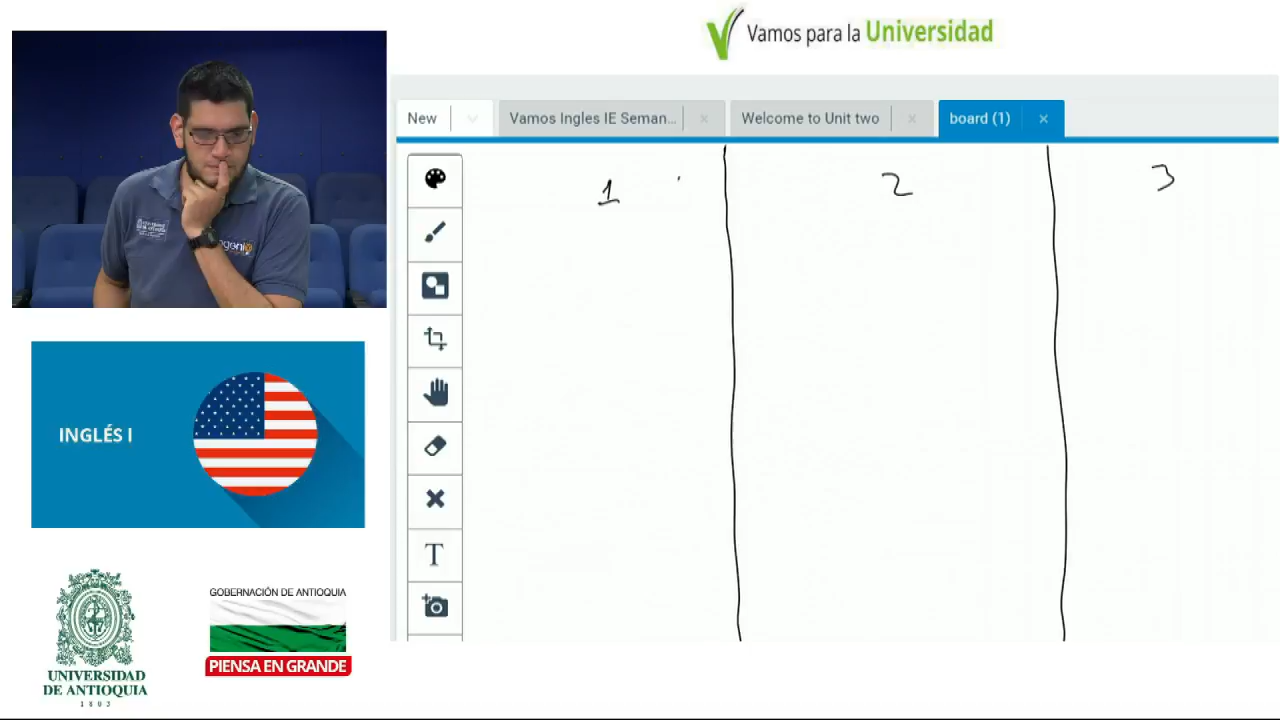 Vamos para la Universidad
New
Vamos Ingles IE Seman...
Welcome to Unit two
board (1)
1
2
3
T
INGLÉS I
UNIVERSIDAD
DE ANTIOQUIA
1803
GOBERNACIÓN DE ANTIOQUIA
PIENSA EN GRANDE